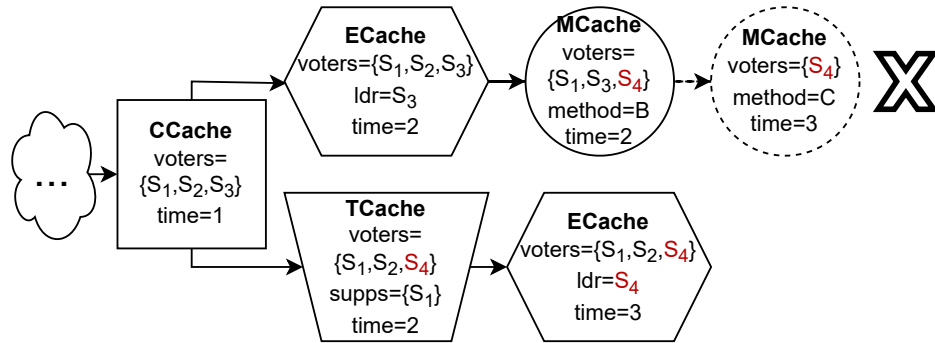 ...
CCache
voters=
{S₁,S₂,S₃}
time=1
ECache
voters={S₁,S₂,S₃}
ldr=S₃
time=2
MCache
voters=
{S₁,S₃,S₄}
method=B
time=2
MCache
voters={S₄}
method=C
time=3
X
TCache
voters=
{S₁,S₂,S₄}
supps={S₁}
time=2
ECache
voters={S₁,S₂,S₄}
ldr=S₄
time=3